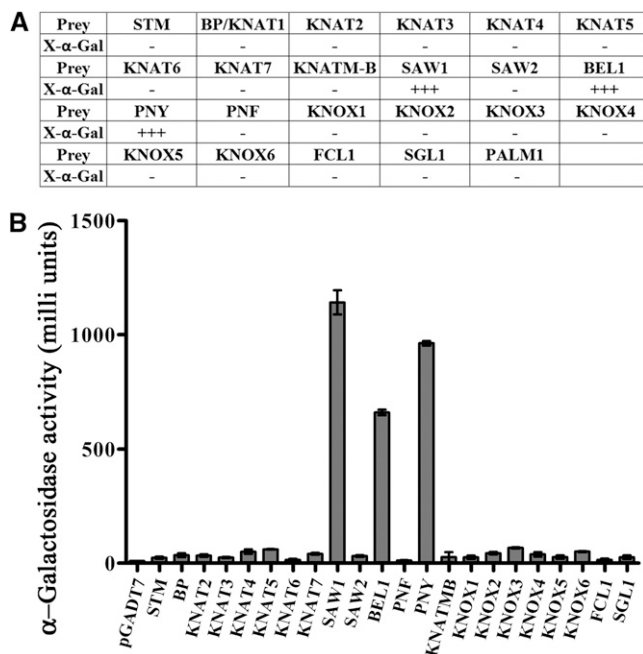 A
Prey STM BP/KNAT1 KNAT2 KNAT3 KNAT4 KNAT5
X-α-Gal - - - - - -
Prey KNAT6 KNAT7 KNATM-B SAW1 SAW2 BEL1
X-α-Gal - - - +++ - +++
Prey PNY PNF KNOX1 KNOX2 KNOX3 KNOX4
X-α-Gal +++ - - - - -
Prey KNOX5 KNOX6 FCL1 SGL1 PALM1
X-α-Gal - - - - -
B
α–Galactosidase activity (milli units)
1500
1000
500
0
pGADT7 STM BP KNAT2 KNAT3 KNAT4 KNAT5 KNAT6 KNAT7 SAW1 SAW2 BEL1 PNF PNY KNATMB KNOX1 KNOX2 KNOX3 KNOX4 KNOX5 KNOX6 FCL1 SGL1